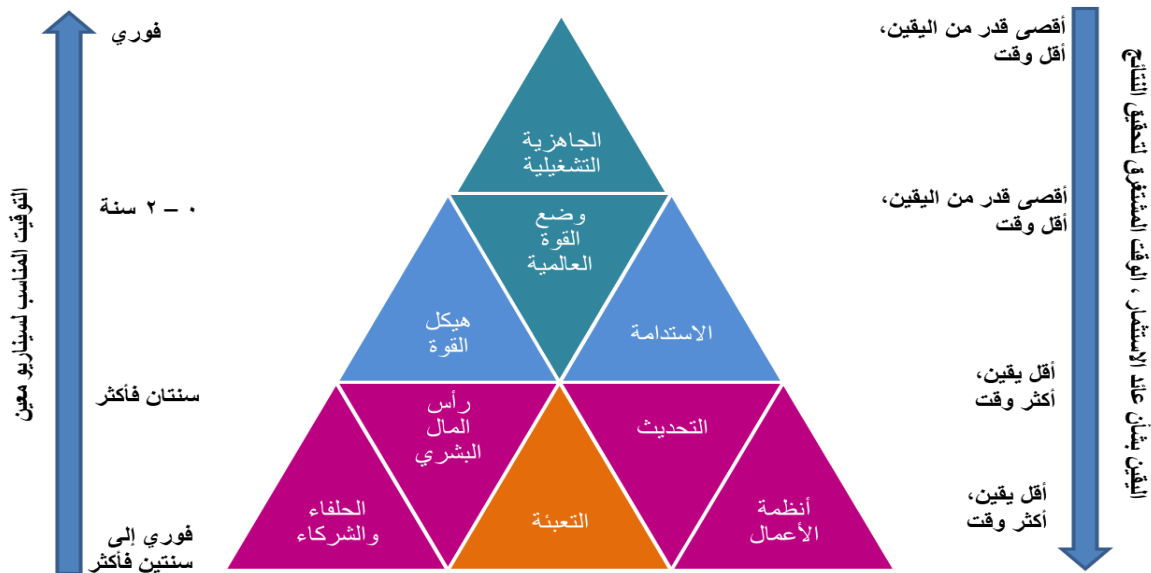 اليقين بشأن عائد الاستثمار ، الوقت المستغرق لتحقيق النتائج
أقصى قدر من اليقين،
أقل وقت
أقصى قدر من اليقين،
أقل وقت
أقل يقين،
أكثر وقت
أقل يقين،
أكثر وقت
الجاهزية
التشغيلية
وضع
القوة
العالمية
الاستدامة
هيكل
القوة
أنظمة
الأعمال
التحديث
التعبئة
رأس
المال
البشري
الحلفاء
والشركاء
فوري
٠ – ٢ سنة
سنتان فأكثر
فوري إلى
سنتين فأكثر
التوقيت المناسب لسيناريو معين